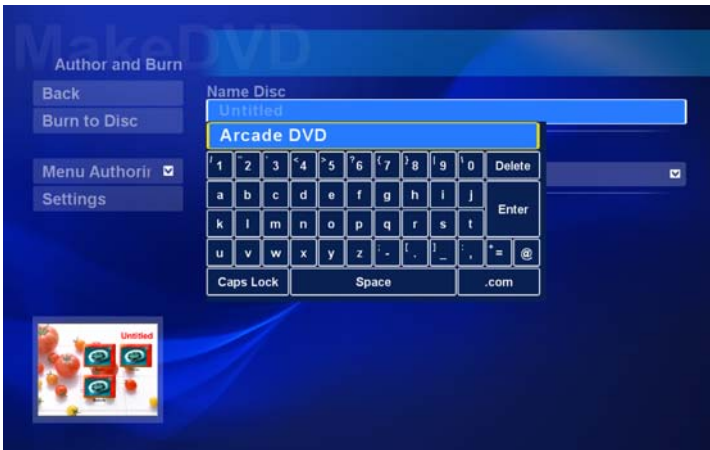 MakeDVD
Author and Burn
Back
Name Disc
Untitled
Burn to Disc
Arcade DVD
1 2 3 4 5 6 7 8 9 0 Delete
Menu Authorir
a b c d e f g h i j
Settings
Enter
k l m n o p q r s t
u v w x y z - . _ , = @
Caps Lock Space .com
Untitled